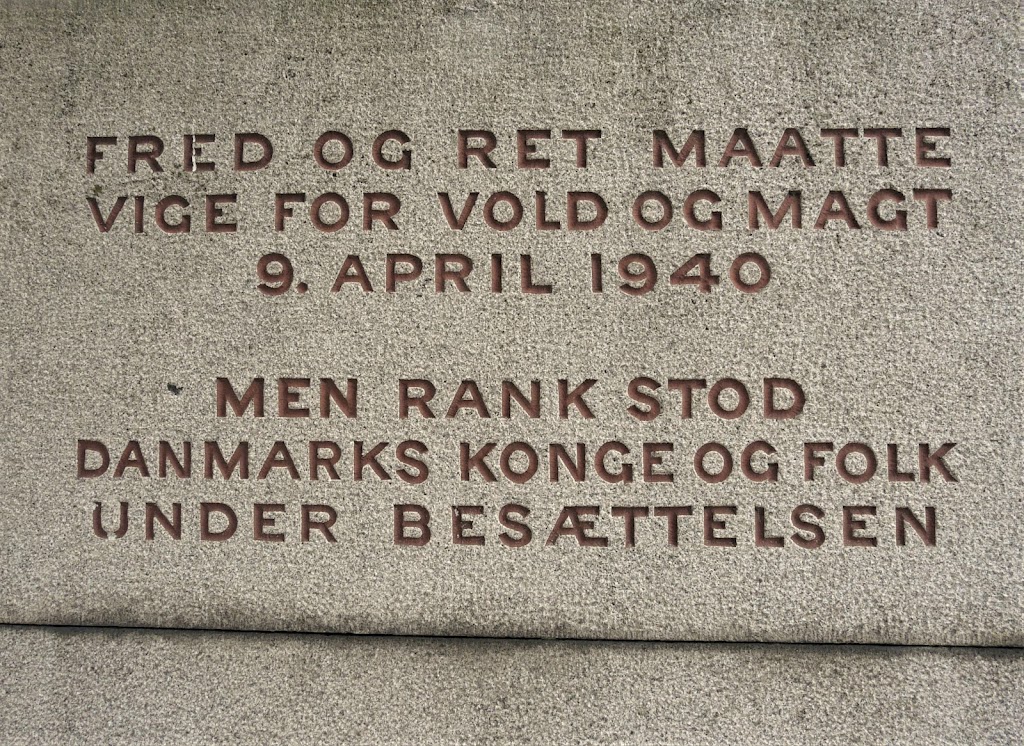 FRED OG RET MAATTE
VIGE FOR VOLD OG MAGT
9. APRIL 1940
MEN RANK STOD
DANMARKS KONGE OG FOLK
UNDER BESÆTTELSEN